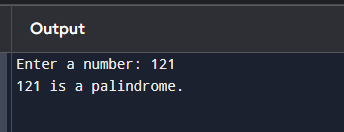 Output
Enter a number: 121
121 is a palindrome.